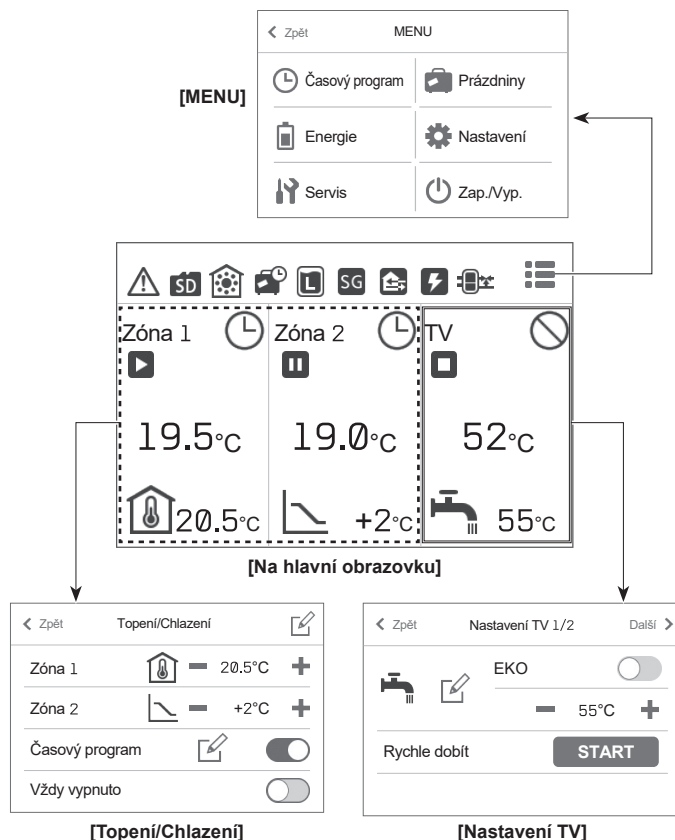 Zpět MENU
[MENU]
Časový program Prázdniny
Energie Nastavení
Servis Zap./Vyp.
SD L SG
Zóna 1 Zóna 2 TV
19.5°C 19.0°C 52°C
20.5°C +2°C 55°C
[Na hlavní obrazovku]
Zpět Topení/Chlazení
Zóna 1 20.5°C
Zóna 2 +2°C
Časový program
Vždy vypnuto
[Topení/Chlazení]
Zpět Nastavení TV 1/2 Další
EKO
55°C
Rychle dobít START
[Nastavení TV]